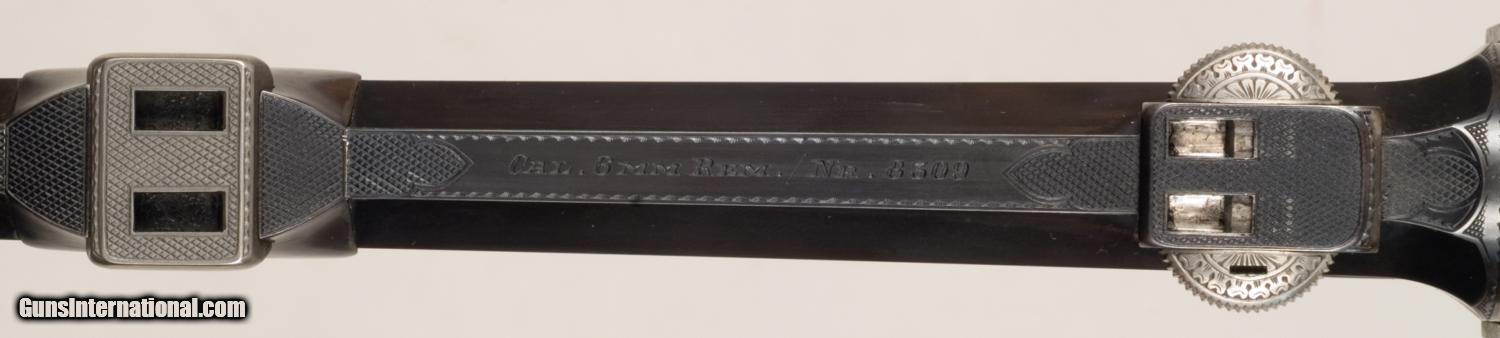 Cal. 6mm Rem. / Nr. 8509
GunsInternational.com